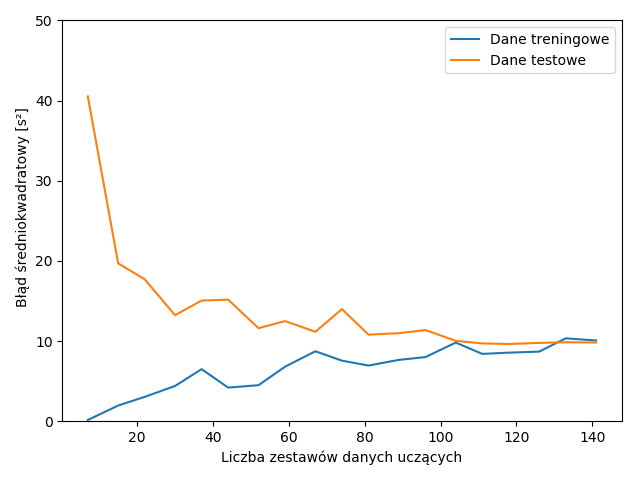 50
40
30
20
10
0
Błąd średniokwadratowy [s²]
Dane treningowe
Dane testowe
20 40 60 80 100 120 140
Liczba zestawów danych uczących